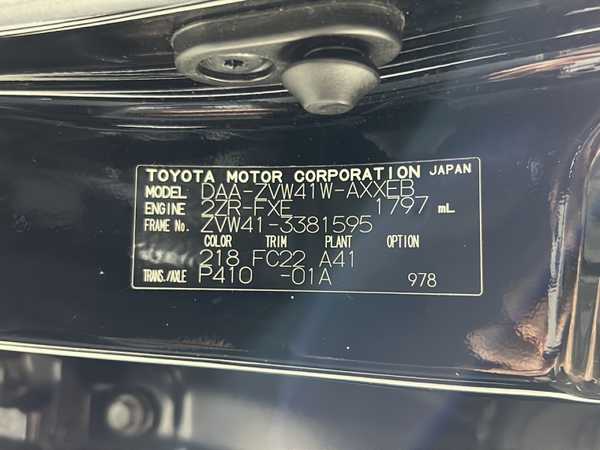 TOYOTA MOTOR CORPORATION JAPAN
MODEL DAA-ZVW41W-AXXEB
ENGINE 2ZR-FXE 1797 mL
FRAME No. ZVW41-3381595
COLOR TRIM PLANT OPTION
218 FC22 A41
TRANS./AXLE P410 -01A 978